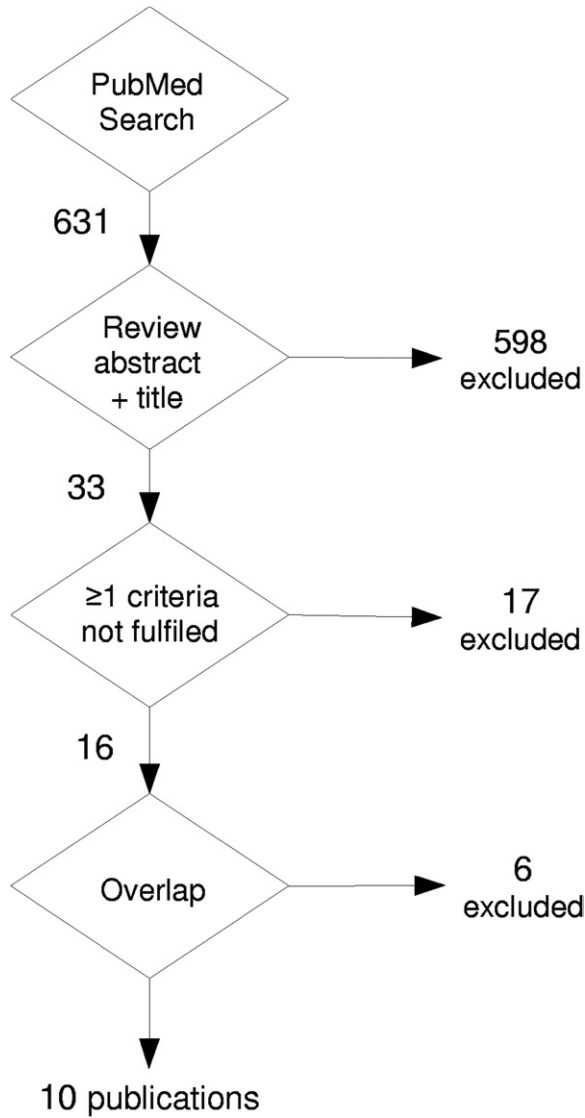 PubMed
Search
631
Review
abstract
+ title
598
excluded
33
≥1 criteria
not fulfiled
17
excluded
16
Overlap
6
excluded
10 publications